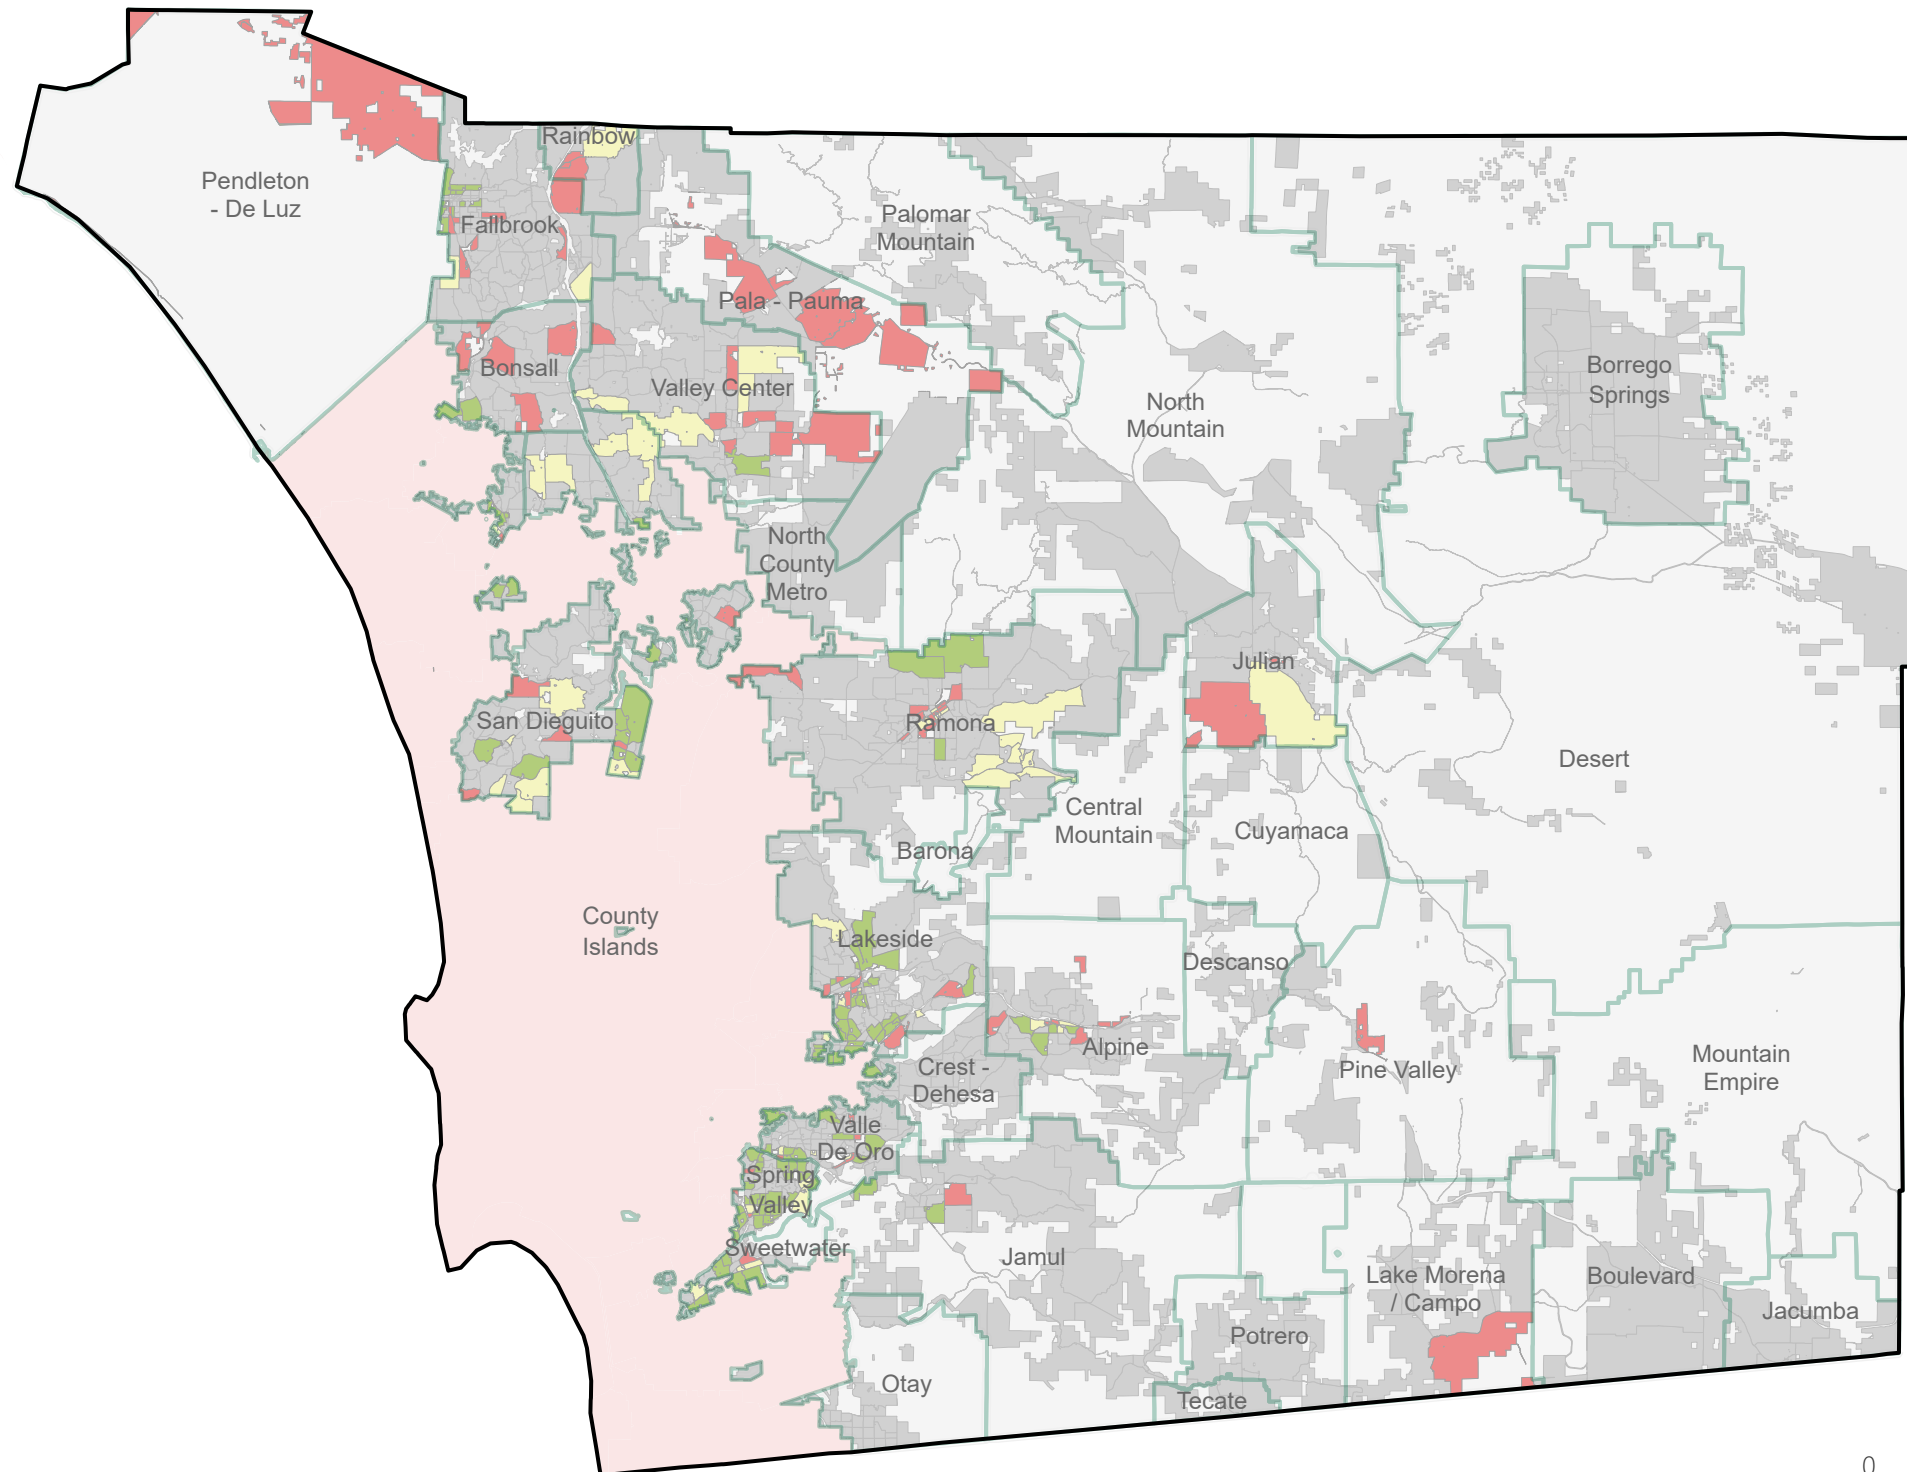 Rainbow
Pendleton
- De Luz
Fallbrook
Palomar
Mountain
Pala - Pauma
Bonsall
Valley Center
North
Mountain
Borrego
Springs
North
County
Metro
Julian
San Dieguito
Ramona
Desert
Central
Mountain
Cuyamaca
Barona
County
Islands
Lakeside
Descanso
Alpine
Pine Valley
Mountain
Empire
Crest -
Dehesa
Valle
De Oro
Spring
Valley
Sweetwater
Jamul
Lake Morena
/ Campo
Boulevard
Jacumba
Potrero
Otay
Tecate
0